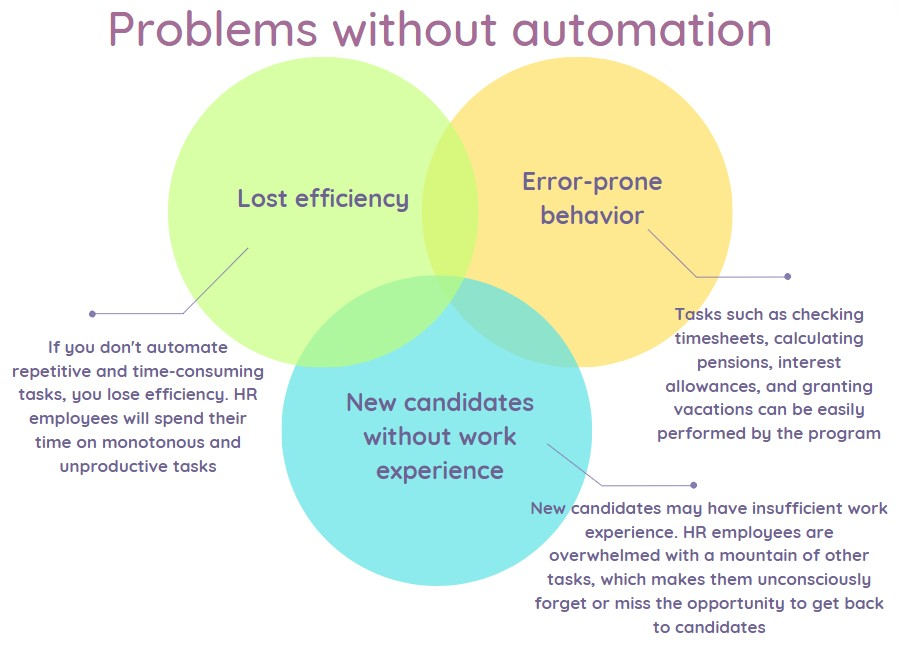 Problems without automation
Lost efficiency
Error-prone
behavior
If you don't automate
repetitive and time-consuming
tasks, you lose efficiency. HR
employees will spend their
time on monotonous and
unproductive tasks
Tasks such as checking
timesheets, calculating
pensions, interest
allowances, and granting
vacations can be easily
performed by the program
New candidates
without work
experience
New candidates may have insufficient work
experience. HR employees are
overwhelmed with a mountain of other
tasks, which makes them unconsciously
forget or miss the opportunity to get back
to candidates